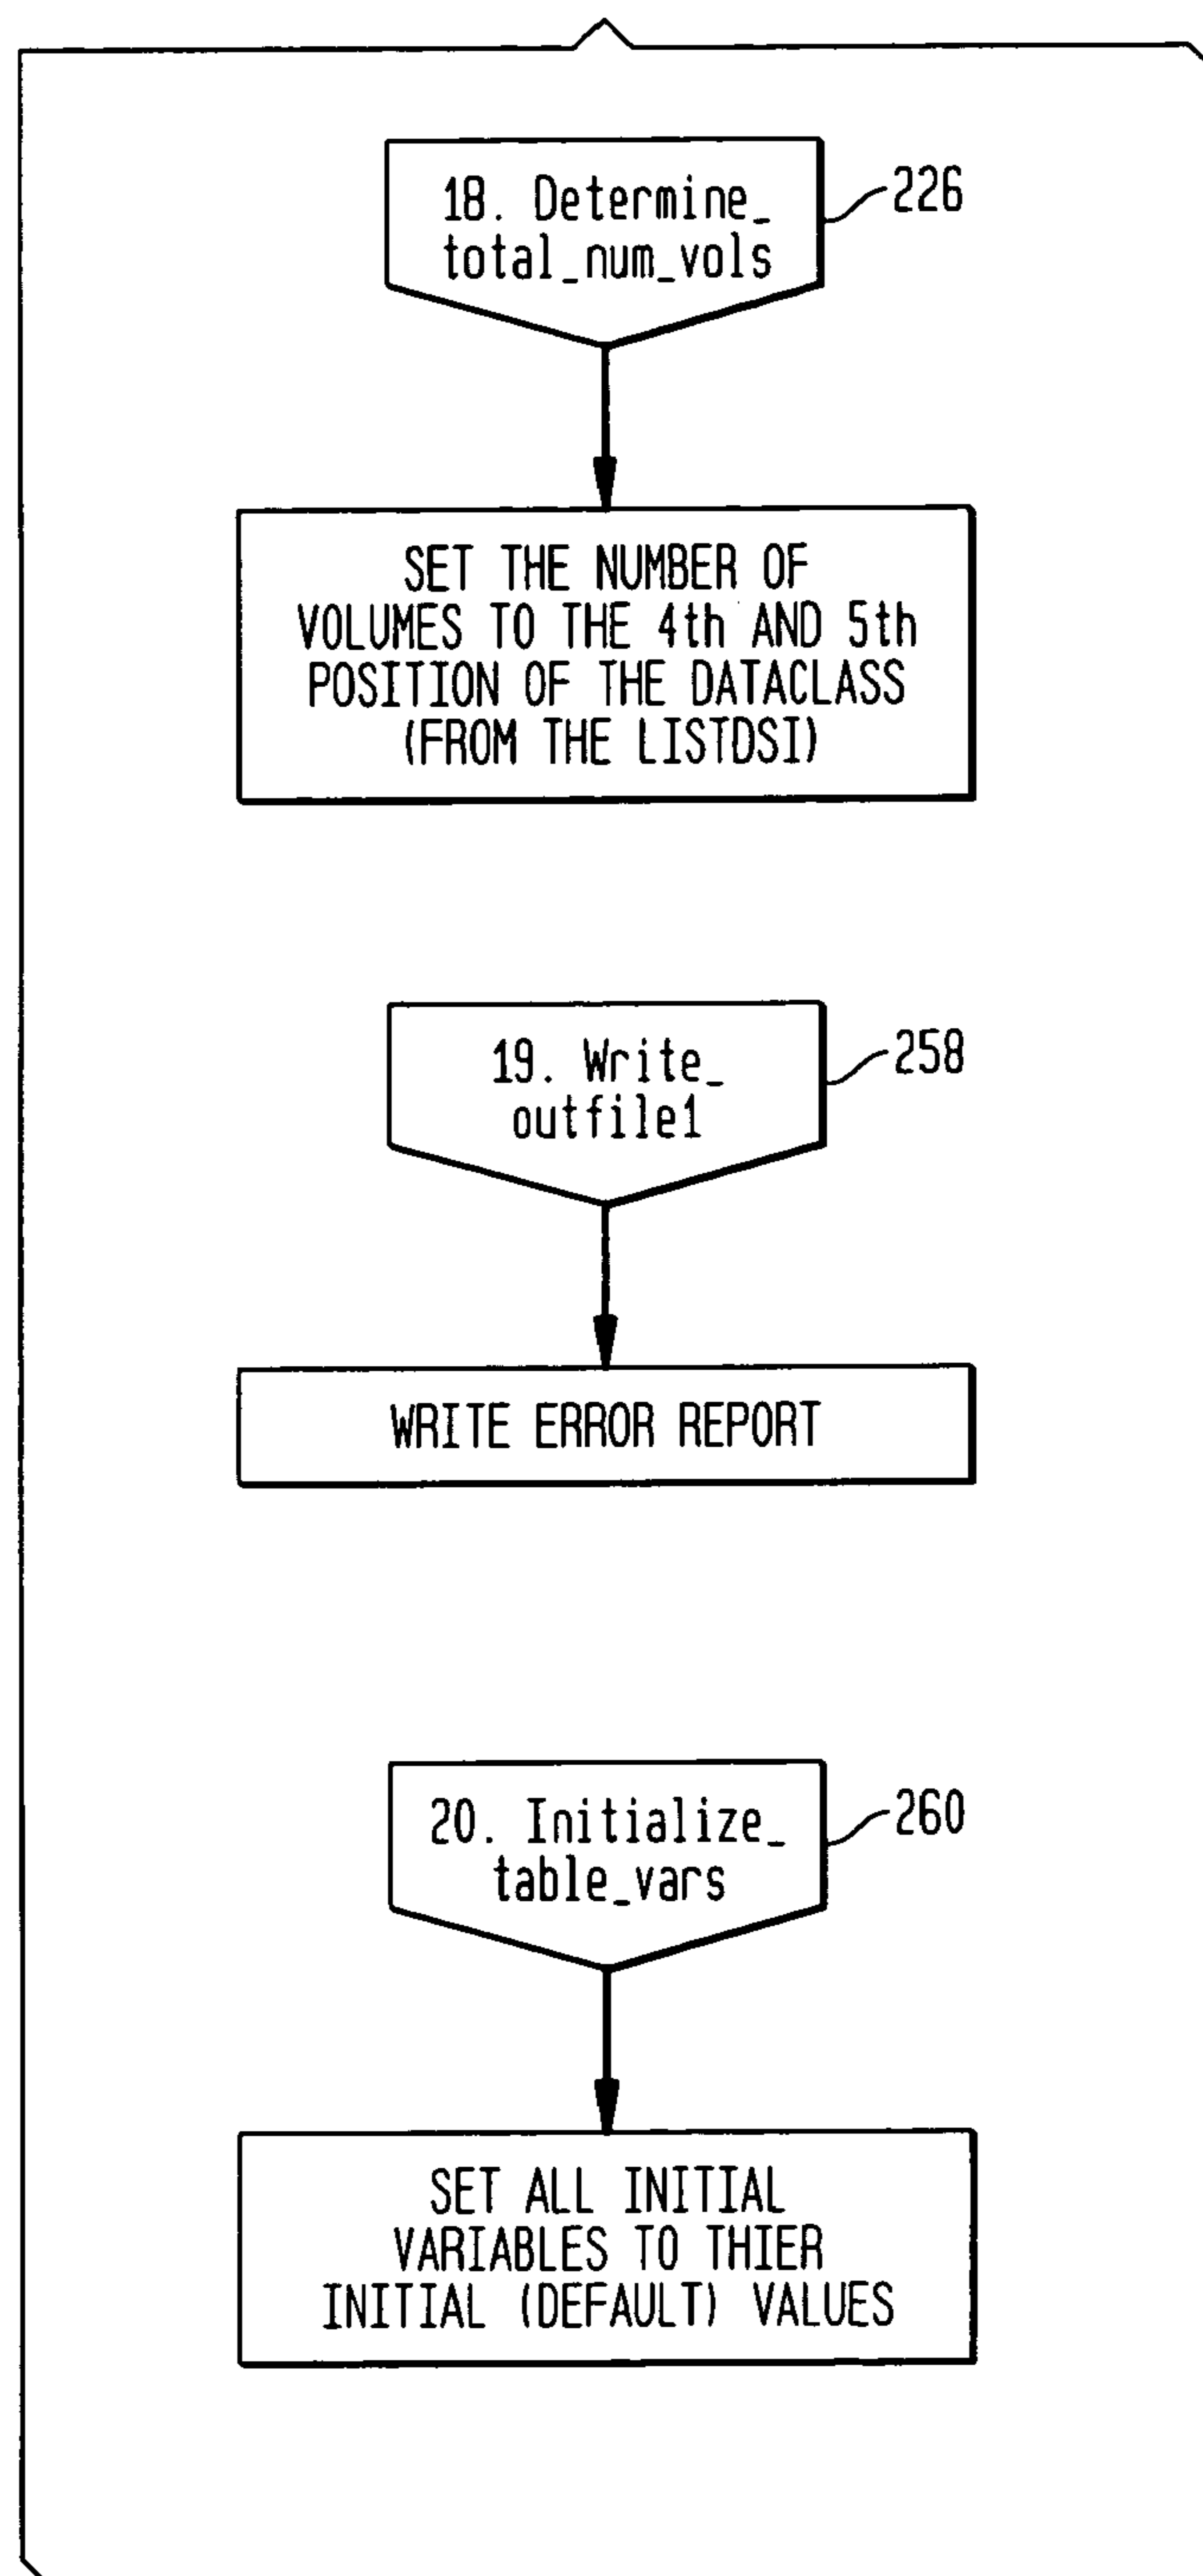 18. Determine_
total_num_vols
226
SET THE NUMBER OF
VOLUMES TO THE 4th AND 5th
POSITION OF THE DATACLASS
(FROM THE LISTDSI)
19. Write_
outfile1
258
WRITE ERROR REPORT
20. Initialize_
table_vars
260
SET ALL INITIAL
VARIABLES TO THIER
INITIAL (DEFAULT) VALUES